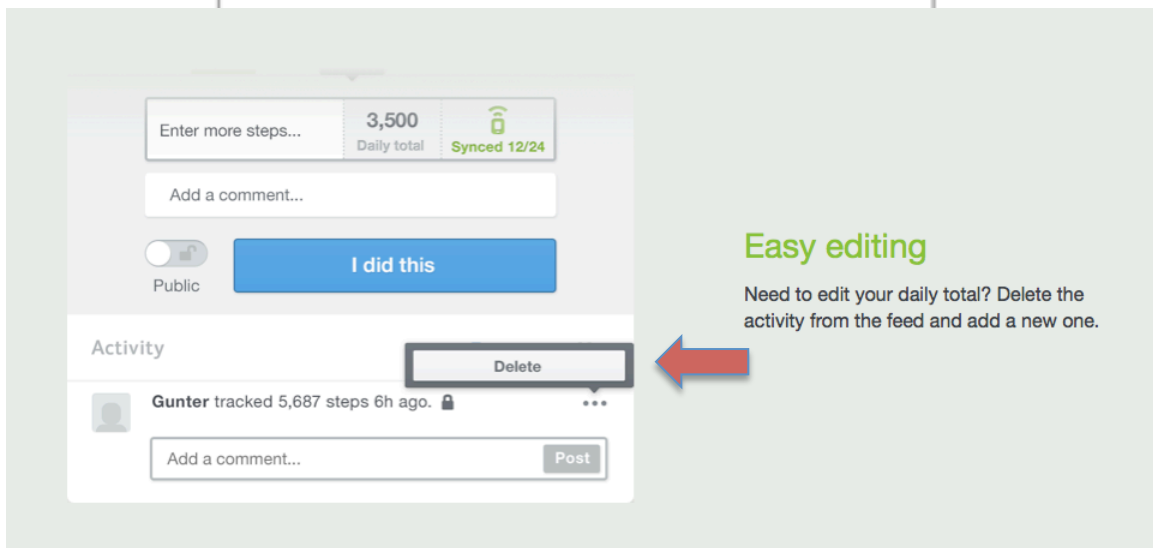 Enter more steps...
3,500
Daily total
Synced 12/24
Add a comment...
Public
I did this
Easy editing
Need to edit your daily total? Delete the
activity from the feed and add a new one.
Activity
Delete
Gunter tracked 5,687 steps 6h ago.
Add a comment...
Post